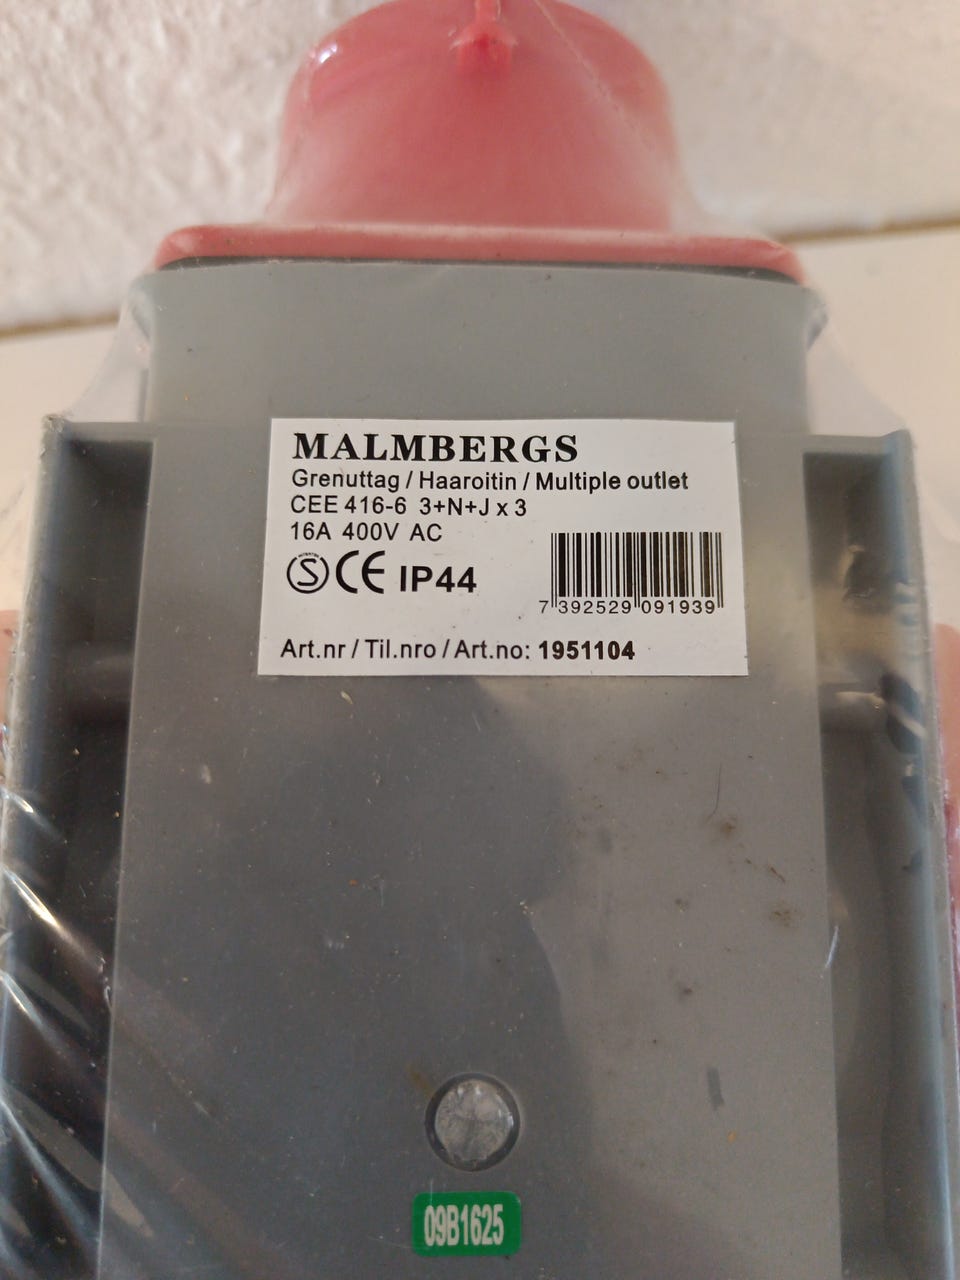 MALMBERGS
Grenuttag / Haaroitin / Multiple outlet
CEE 416-6 3+N+J x 3
16A 400V AC
S CE IP44
7 392529 091939
Art.nr / Til.nro / Art.no: 1951104
09B1625